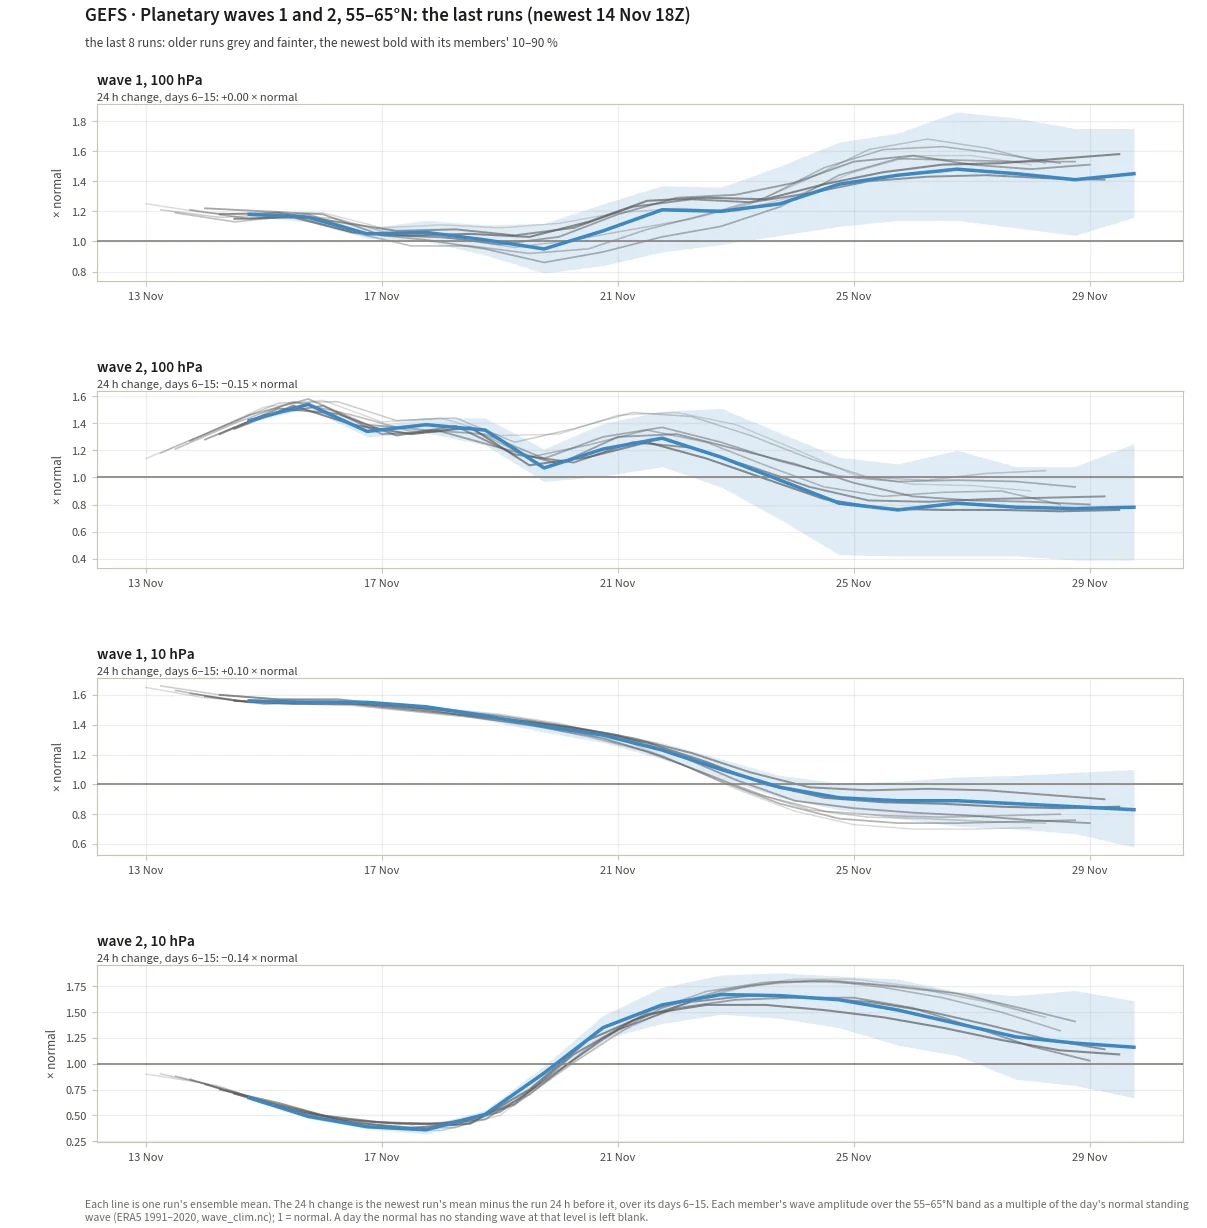 GEFS · Planetary waves 1 and 2, 55–65°N: the last runs (newest 14 Nov 18Z)
the last 8 runs: older runs grey and fainter, the newest bold with its members' 10–90 %
wave 1, 100 hPa
24 h change, days 6–15: +0.00 × normal
× normal
1.8
1.6
1.4
1.2
1.0
0.8
13 Nov
17 Nov
21 Nov
25 Nov
29 Nov
wave 2, 100 hPa
24 h change, days 6–15: −0.15 × normal
× normal
1.6
1.4
1.2
1.0
0.8
0.6
0.4
13 Nov
17 Nov
21 Nov
25 Nov
29 Nov
wave 1, 10 hPa
24 h change, days 6–15: +0.10 × normal
× normal
1.6
1.4
1.2
1.0
0.8
0.6
13 Nov
17 Nov
21 Nov
25 Nov
29 Nov
wave 2, 10 hPa
24 h change, days 6–15: −0.14 × normal
× normal
1.75
1.50
1.25
1.00
0.75
0.50
0.25
13 Nov
17 Nov
21 Nov
25 Nov
29 Nov
Each line is one run's ensemble mean. The 24 h change is the newest run's mean minus the run 24 h before it, over its days 6–15. Each member's wave amplitude over the 55–65°N band as a multiple of the day's normal standing
wave (ERA5 1991–2020, wave_clim.nc); 1 = normal. A day the normal has no standing wave at that level is left blank.